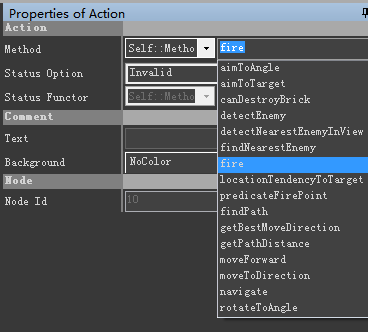 Properties of Action
Action
Method Self::Metho fire
Status Option Invalid
Status Functor Self::Metho
Comment
Text
Background NoColor
Node
Node Id 10
aimToAngle
aimToTarget
canDestroyBrick
detectEnemy
detectNearestEnemyInView
findNearestEnemy
fire
locationTendencyToTarget
predicateFirePoint
findPath
getBestMoveDirection
getPathDistance
moveForward
moveToDirection
navigate
rotateToAngle